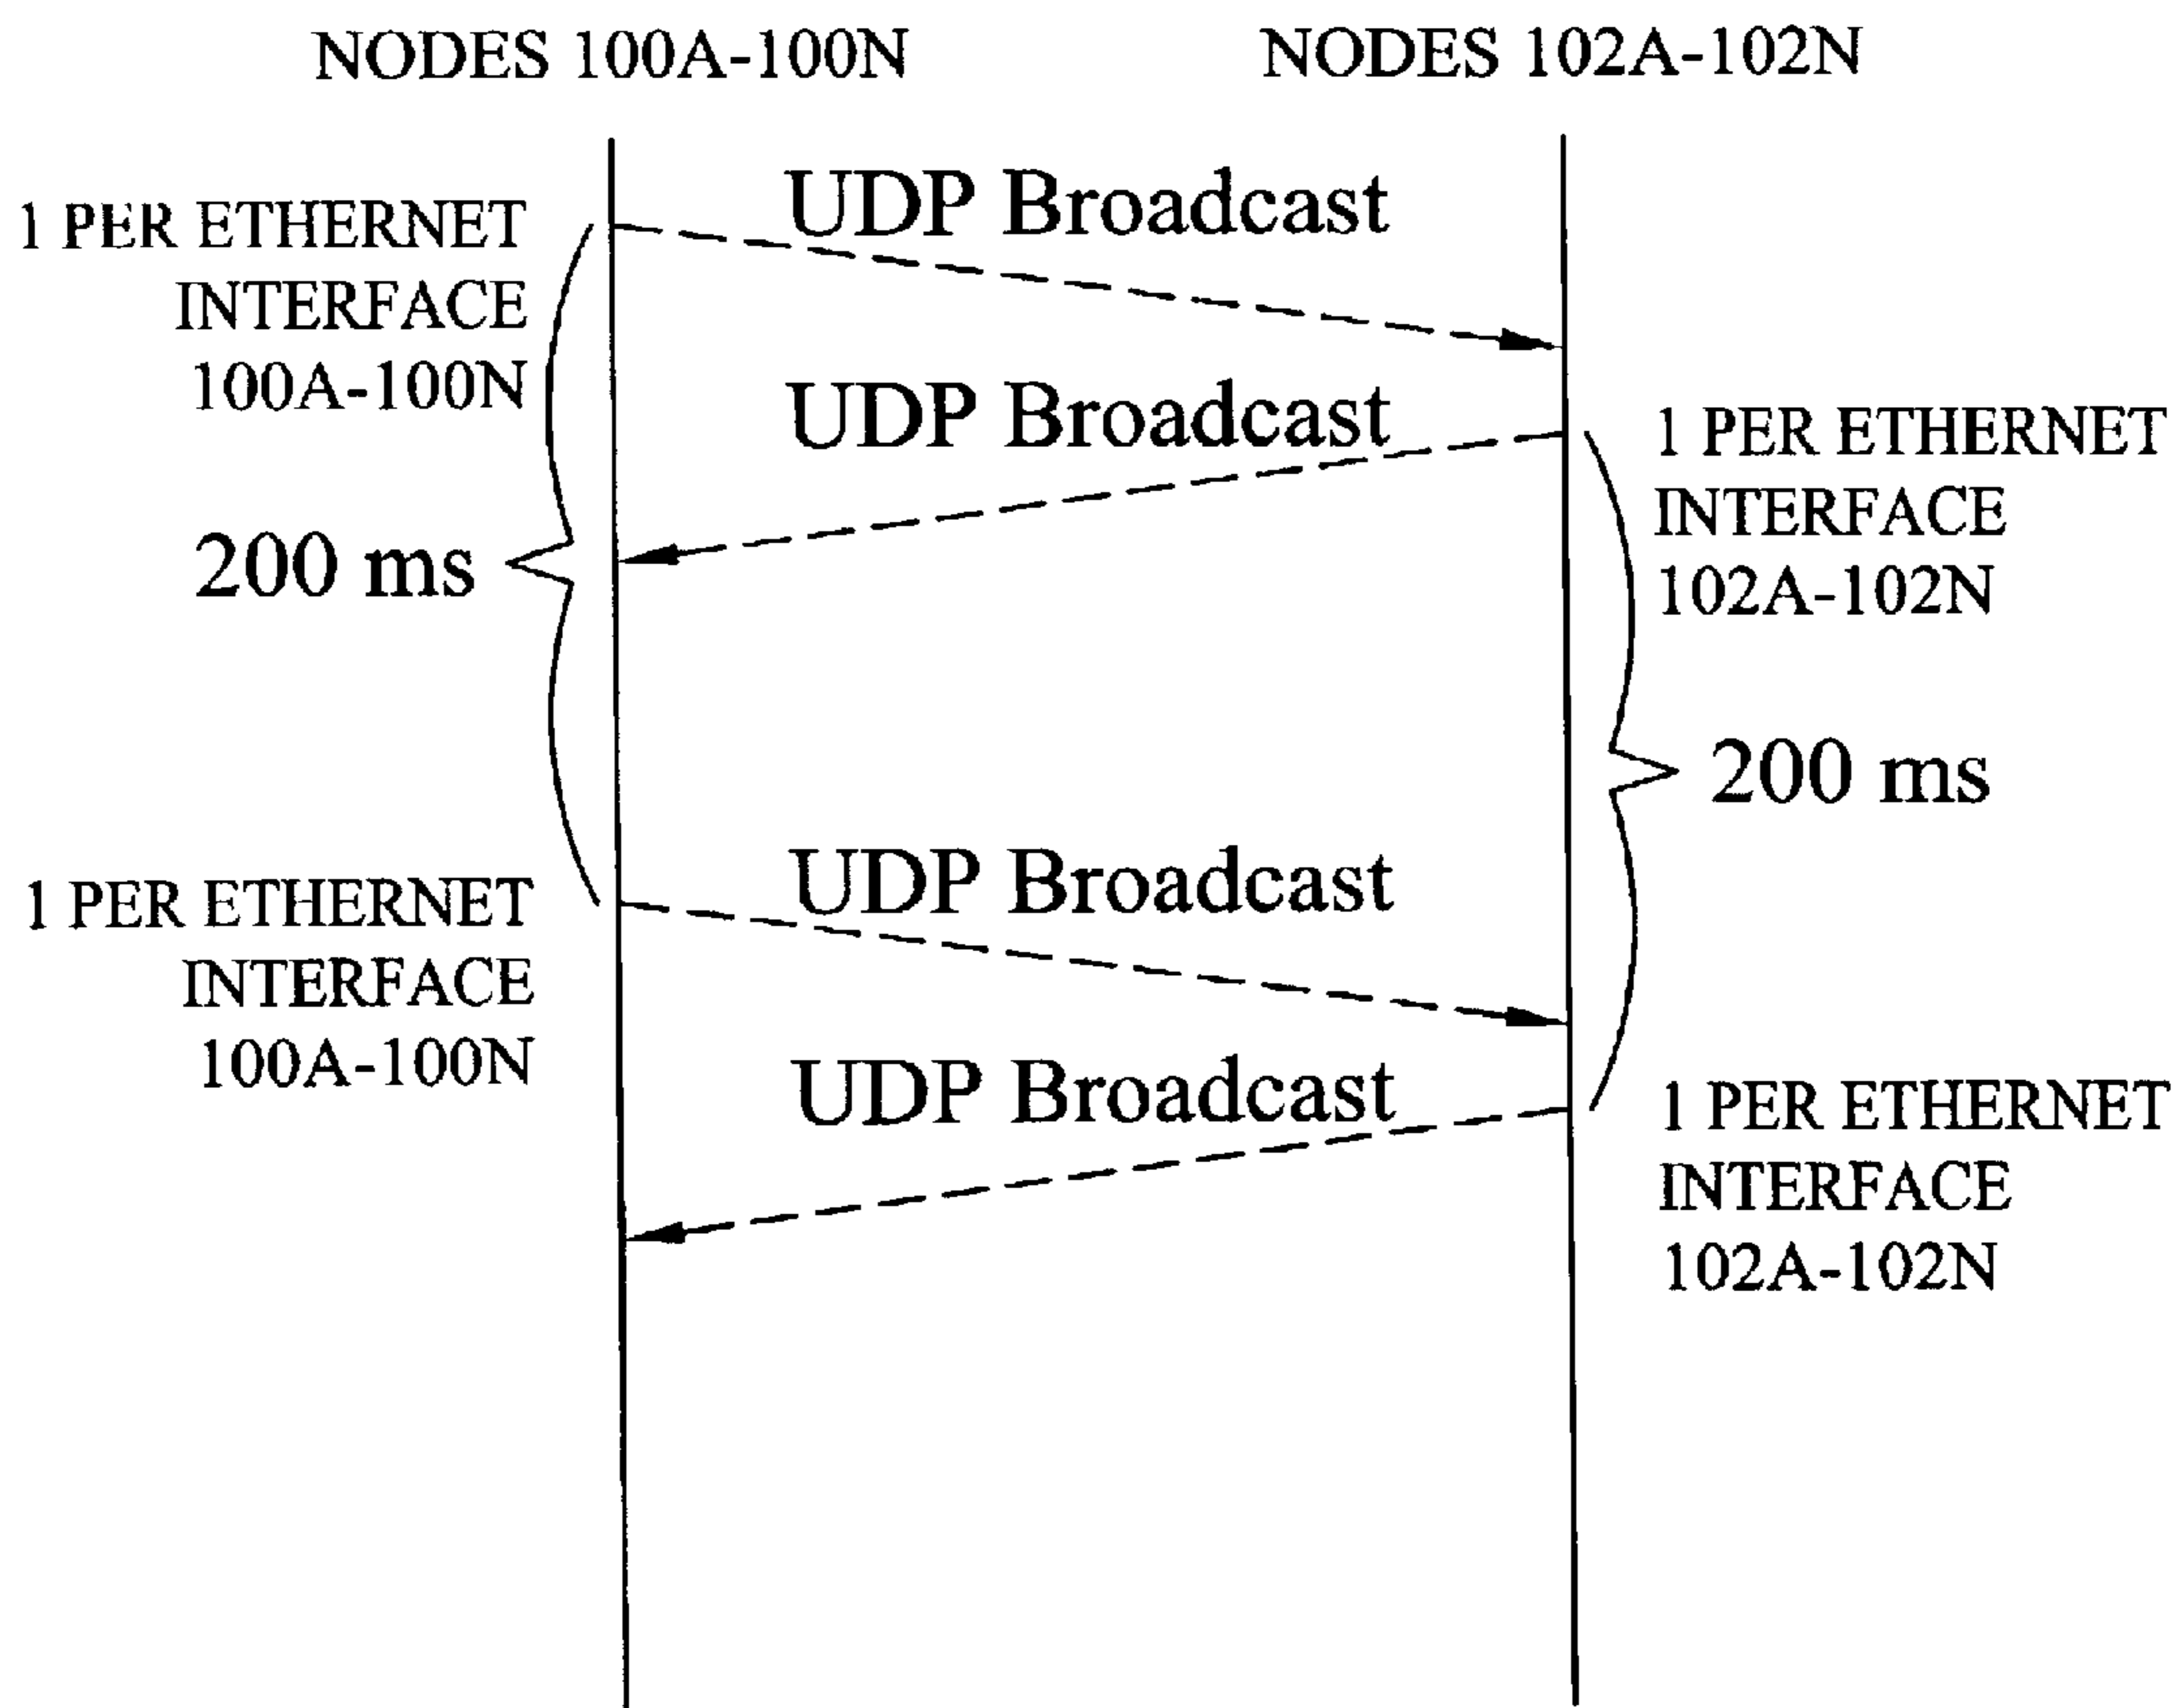 NODES 100A-100N
NODES 102A-102N
UDP Broadcast
1 PER ETHERNET
INTERFACE
100A-100N
UDP Broadcast
1 PER ETHERNET
INTERFACE
102A-102N
200 ms
200 ms
UDP Broadcast
1 PER ETHERNET
INTERFACE
100A-100N
UDP Broadcast
1 PER ETHERNET
INTERFACE
102A-102N